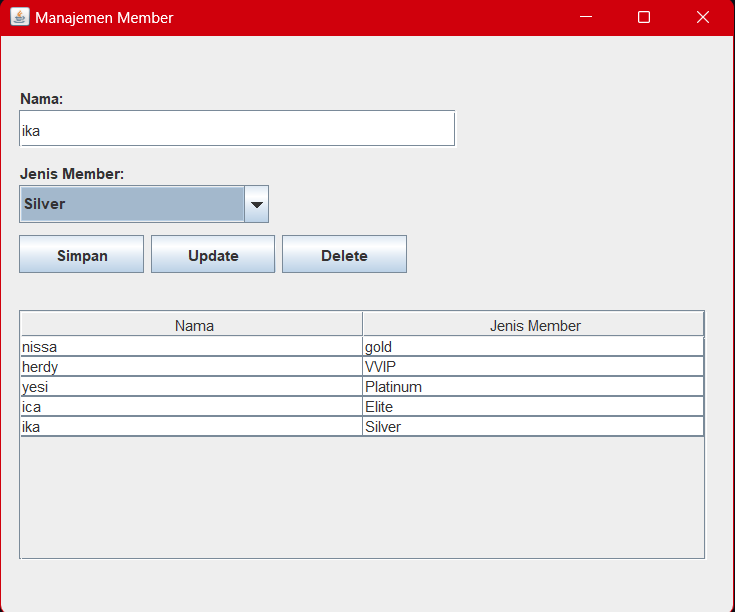 Manajemen Member
Nama:
ika
Jenis Member:
Silver
Simpan Update Delete
Nama Jenis Member
nissa gold
herdy VVIP
yesi Platinum
ica Elite
ika Silver